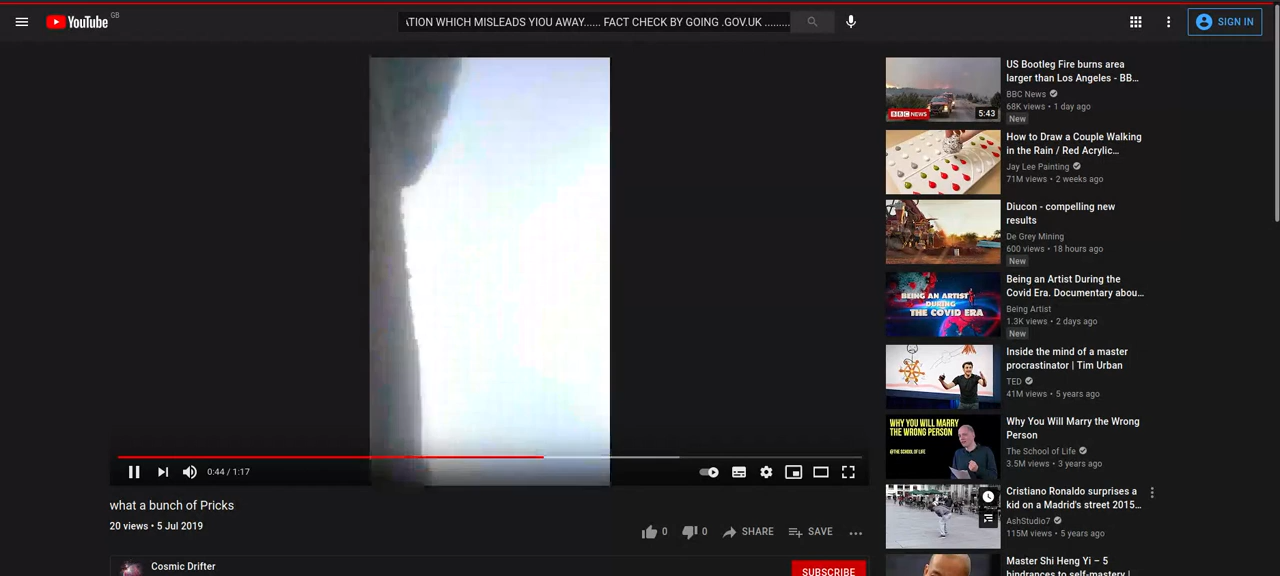 YouTube GB
ATION WHICH MISLEADS YIOU AWAY...... FACT CHECK BY GOING .GOV.UK .........
SIGN IN
0:44 / 1:17
what a bunch of Pricks
20 views • 5 Jul 2019
0
0
SHARE
SAVE
Cosmic Drifter
SUBSCRIBE
BBC NEWS
5:43
US Bootleg Fire burns area
larger than Los Angeles - BB...
BBC News
68K views • 1 day ago
New
How to Draw a Couple Walking
in the Rain / Red Acrylic...
Jay Lee Painting
71M views • 2 weeks ago
Diucon - compelling new
results
De Grey Mining
600 views • 18 hours ago
New
BEING AN ARTIST
DURING
THE COVID ERA
Being an Artist During the
Covid Era. Documentary abou...
Being Artist
1.3K views • 2 days ago
New
Inside the mind of a master
procrastinator | Tim Urban
TED
41M views • 5 years ago
WHY YOU WILL MARRY
THE WRONG PERSON
@THE SCHOOL OF LIFE
Why You Will Marry the Wrong
Person
The School of Life
3.5M views • 3 years ago
Cristiano Ronaldo surprises a
kid on a Madrid's street 2015...
AshStudio7
115M views • 5 years ago
Master Shi Heng Yi – 5
hindrances to self-mastery |